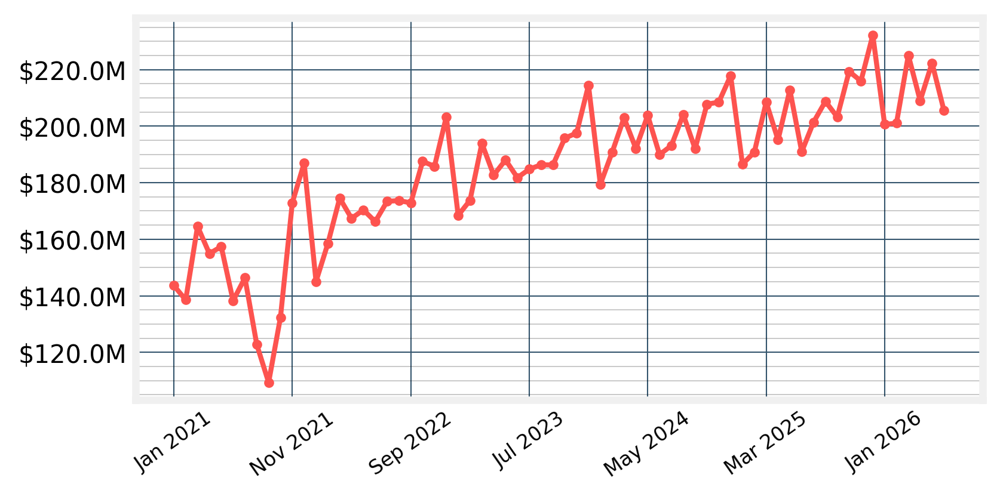 $220.0M
$200.0M
$180.0M
$160.0M
$140.0M
$120.0M
Jan 2021
Nov 2021
Sep 2022
Jul 2023
May 2024
Mar 2025
Jan 2026